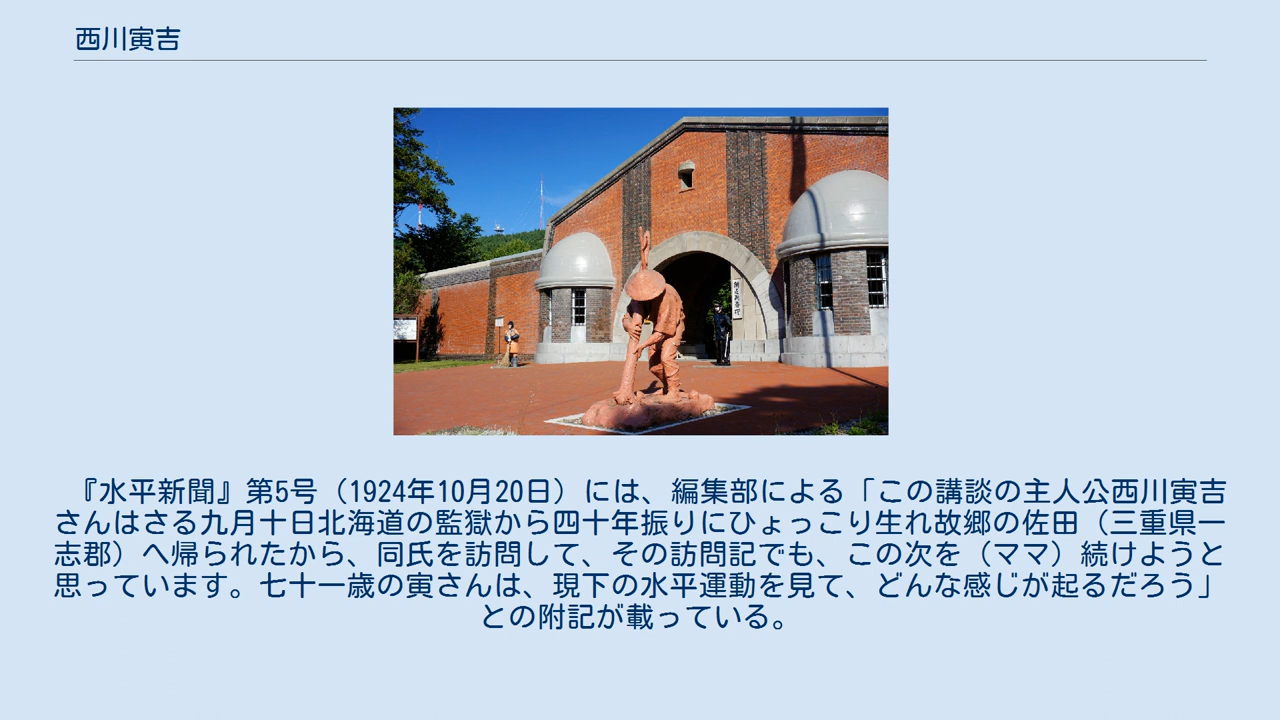 西川寅吉
『水平新聞』第5号（1924年10月20日）には、編集部による「この講談の主人公西川寅吉
さんはさる九月十日北海道の監獄から四十年振りにひょっこり生れ故郷の佐田（三重県一
志郡）へ帰られたから、同氏を訪問して、その訪問記でも、この次を（ママ）続けようと
思っています。七十一歳の寅さんは、現下の水平運動を見て、どんな感じが起るだろう」
との附記が載っている。